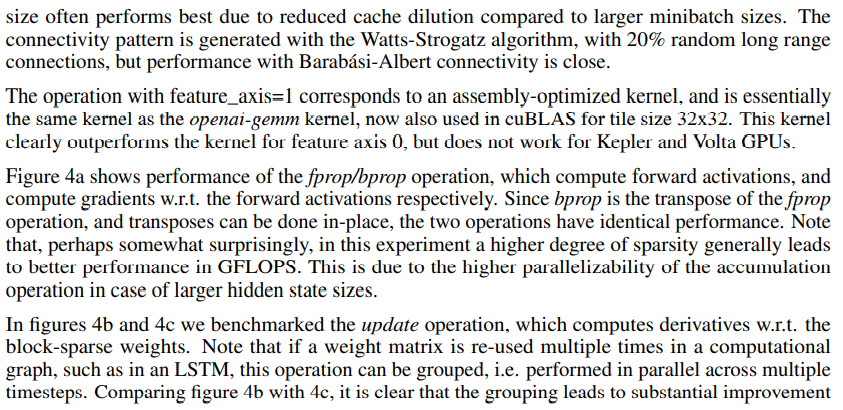 size often performs best due to reduced cache dilution compared to larger minibatch sizes. The
connectivity pattern is generated with the Watts-Strogatz algorithm, with 20% random long range
connections, but performance with Barabási-Albert connectivity is close.
The operation with feature_axis=1 corresponds to an assembly-optimized kernel, and is essentially
the same kernel as the openai-gemm kernel, now also used in cuBLAS for tile size 32x32. This kernel
clearly outperforms the kernel for feature axis 0, but does not work for Kepler and Volta GPUs.
Figure 4a shows performance of the fprop/bprop operation, which compute forward activations, and
compute gradients w.r.t. the forward activations respectively. Since bprop is the transpose of the fprop
operation, and transposes can be done in-place, the two operations have identical performance. Note
that, perhaps somewhat surprisingly, in this experiment a higher degree of sparsity generally leads
to better performance in GFLOPS. This is due to the higher parallelizability of the accumulation
operation in case of larger hidden state sizes.
In figures 4b and 4c we benchmarked the update operation, which computes derivatives w.r.t. the
block-sparse weights. Note that if a weight matrix is re-used multiple times in a computational
graph, such as in an LSTM, this operation can be grouped, i.e. performed in parallel across multiple
timesteps. Comparing figure 4b with 4c, it is clear that the grouping leads to substantial improvement